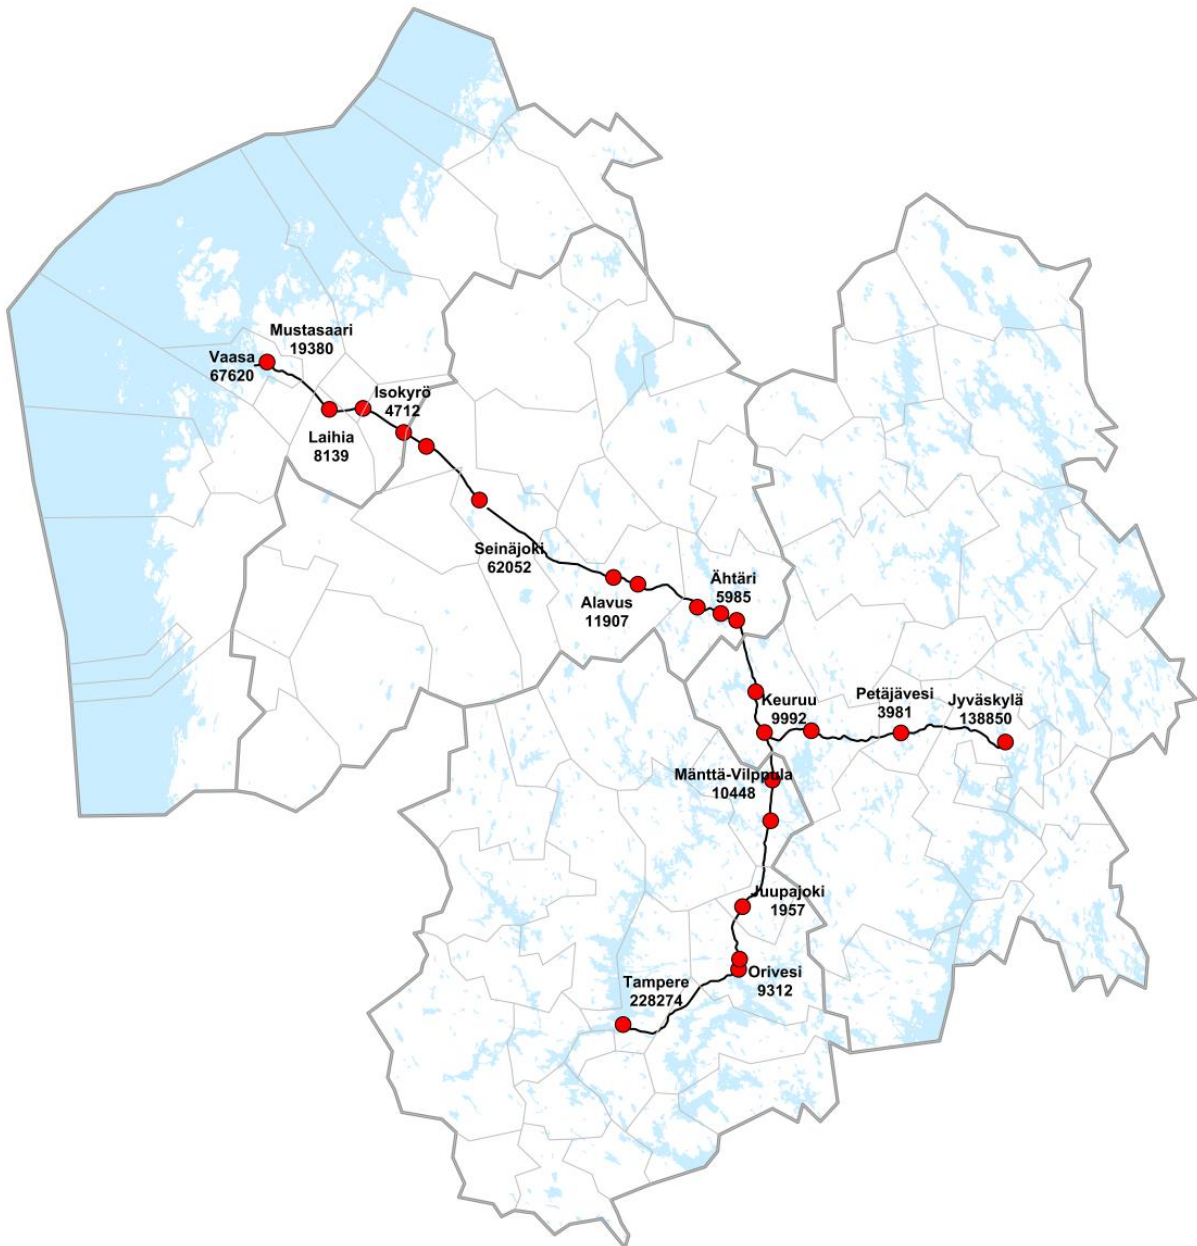 Mustasaari
19380
Vaasa
67620
Isokyrö
4712
Laihia
8139
Seinäjoki
62052
Ähtäri
5985
Alavus
11907
Keuruu
9992
Petäjävesi
3981
Jyväskylä
138850
Mänttä-Vilppula
10448
Juupajoki
1957
Orivesi
9312
Tampere
228274